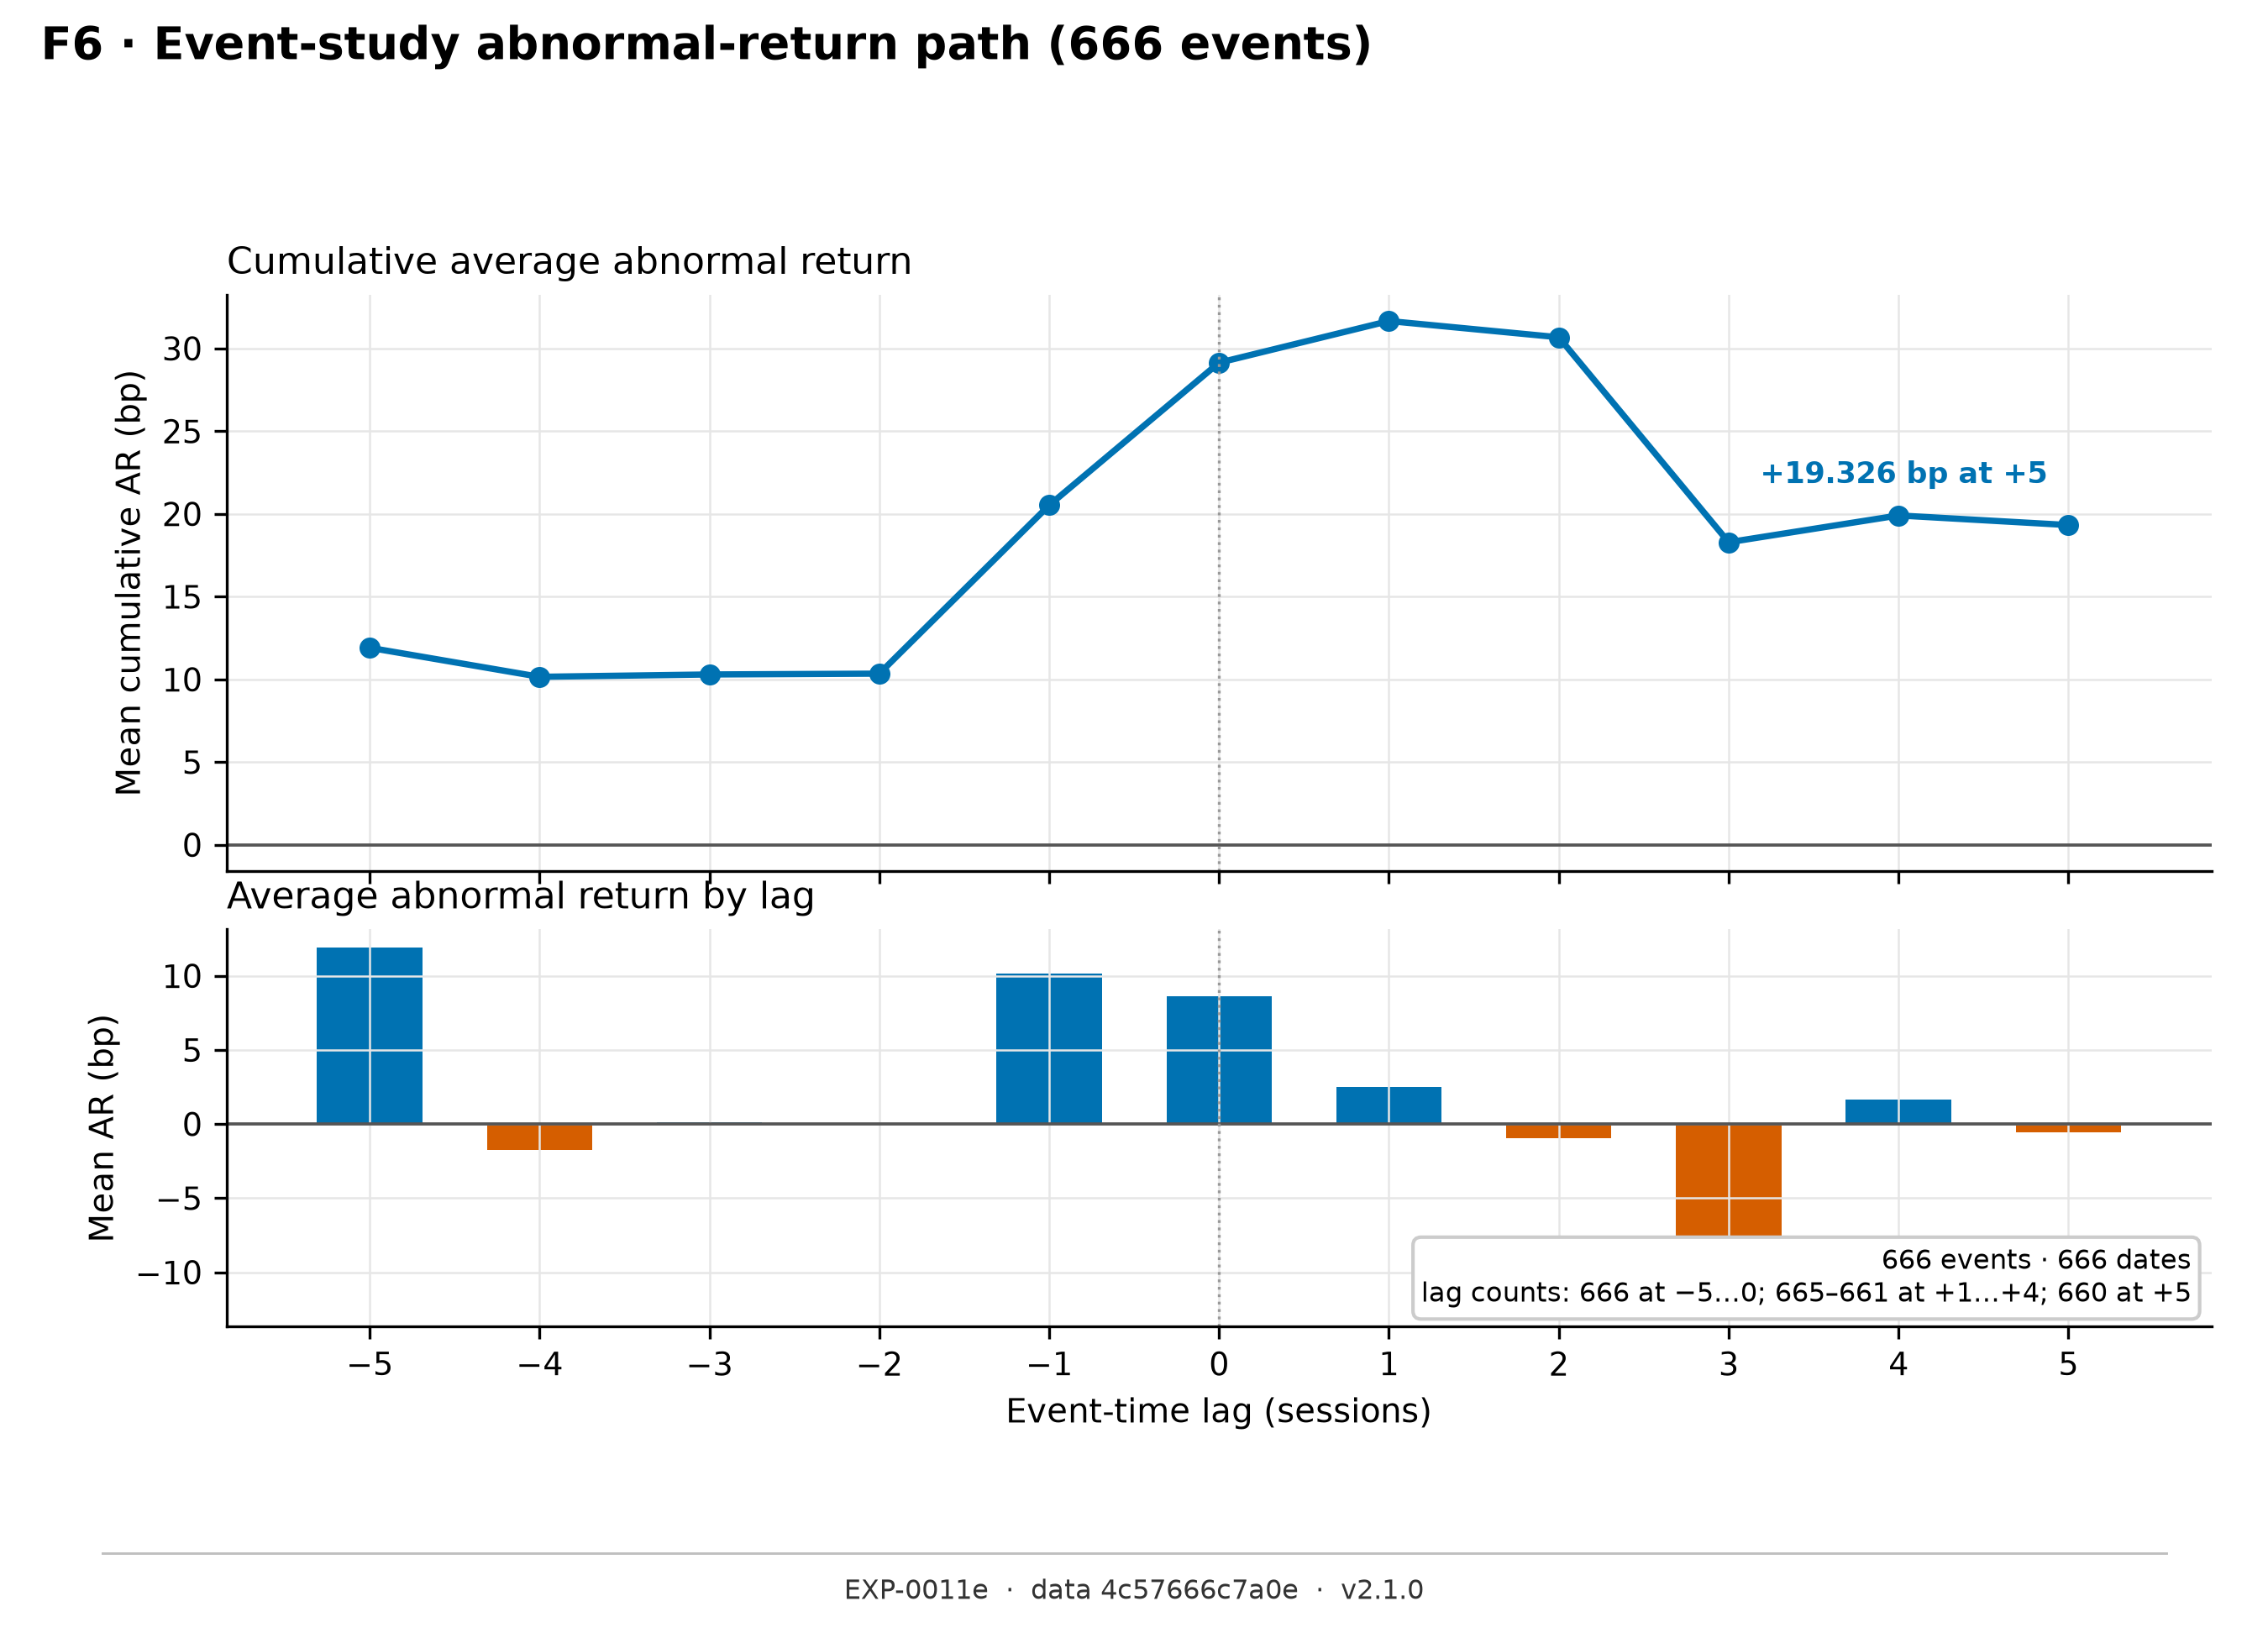 F6 · Event-study abnormal-return path (666 events)
Cumulative average abnormal return
Mean cumulative AR (bp)
30
25
20
15
10
5
0
+19.326 bp at +5
Average abnormal return by lag
Mean AR (bp)
10
5
0
−5
−10
666 events · 666 dates
lag counts: 666 at −5…0; 665–661 at +1…+4; 660 at +5
−5 −4 −3 −2 −1 0 1 2 3 4 5
Event-time lag (sessions)
EXP-0011e · data 4c57666c7a0e · v2.1.0